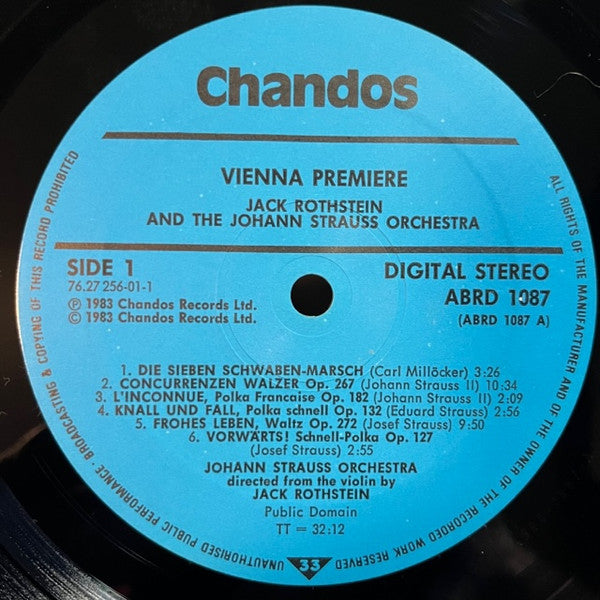 Chandos
VIENNA PREMIERE
JACK ROTHSTEIN
AND THE JOHANN STRAUSS ORCHESTRA
SIDE 1
76.27 256-01-1
Ⓟ 1983 Chandos Records Ltd.
© 1983 Chandos Records Ltd.
DIGITAL STEREO
ABRD 1087
(ABRD 1087 A)
1. DIE SIEBEN SCHWABEN-MARSCH (Carl Millöcker) 3:26
2. CONCURRENZEN WALZER Op. 267 (Johann Strauss II) 10:34
3. L'INCONNUE, Polka Francaise Op. 182 (Johann Strauss II) 2:09
4. KNALL UND FALL, Polka schnell Op. 132 (Eduard Strauss) 2:56
5. FROHES LEBEN, Waltz Op. 272 (Josef Strauss) 9:50
6. VORWÄRTS! Schnell-Polka Op. 127
(Josef Strauss) 2:55
JOHANN STRAUSS ORCHESTRA
directed from the violin by
JACK ROTHSTEIN
Public Domain
TT = 32:12
33
ALL RIGHTS OF THE MANUFACTURER AND OF THE OWNER OF THE RECORDED WORK RESERVED
UNAUTHORISED PUBLIC PERFORMANCE · BROADCASTING & COPYING OF THIS RECORD PROHIBITED